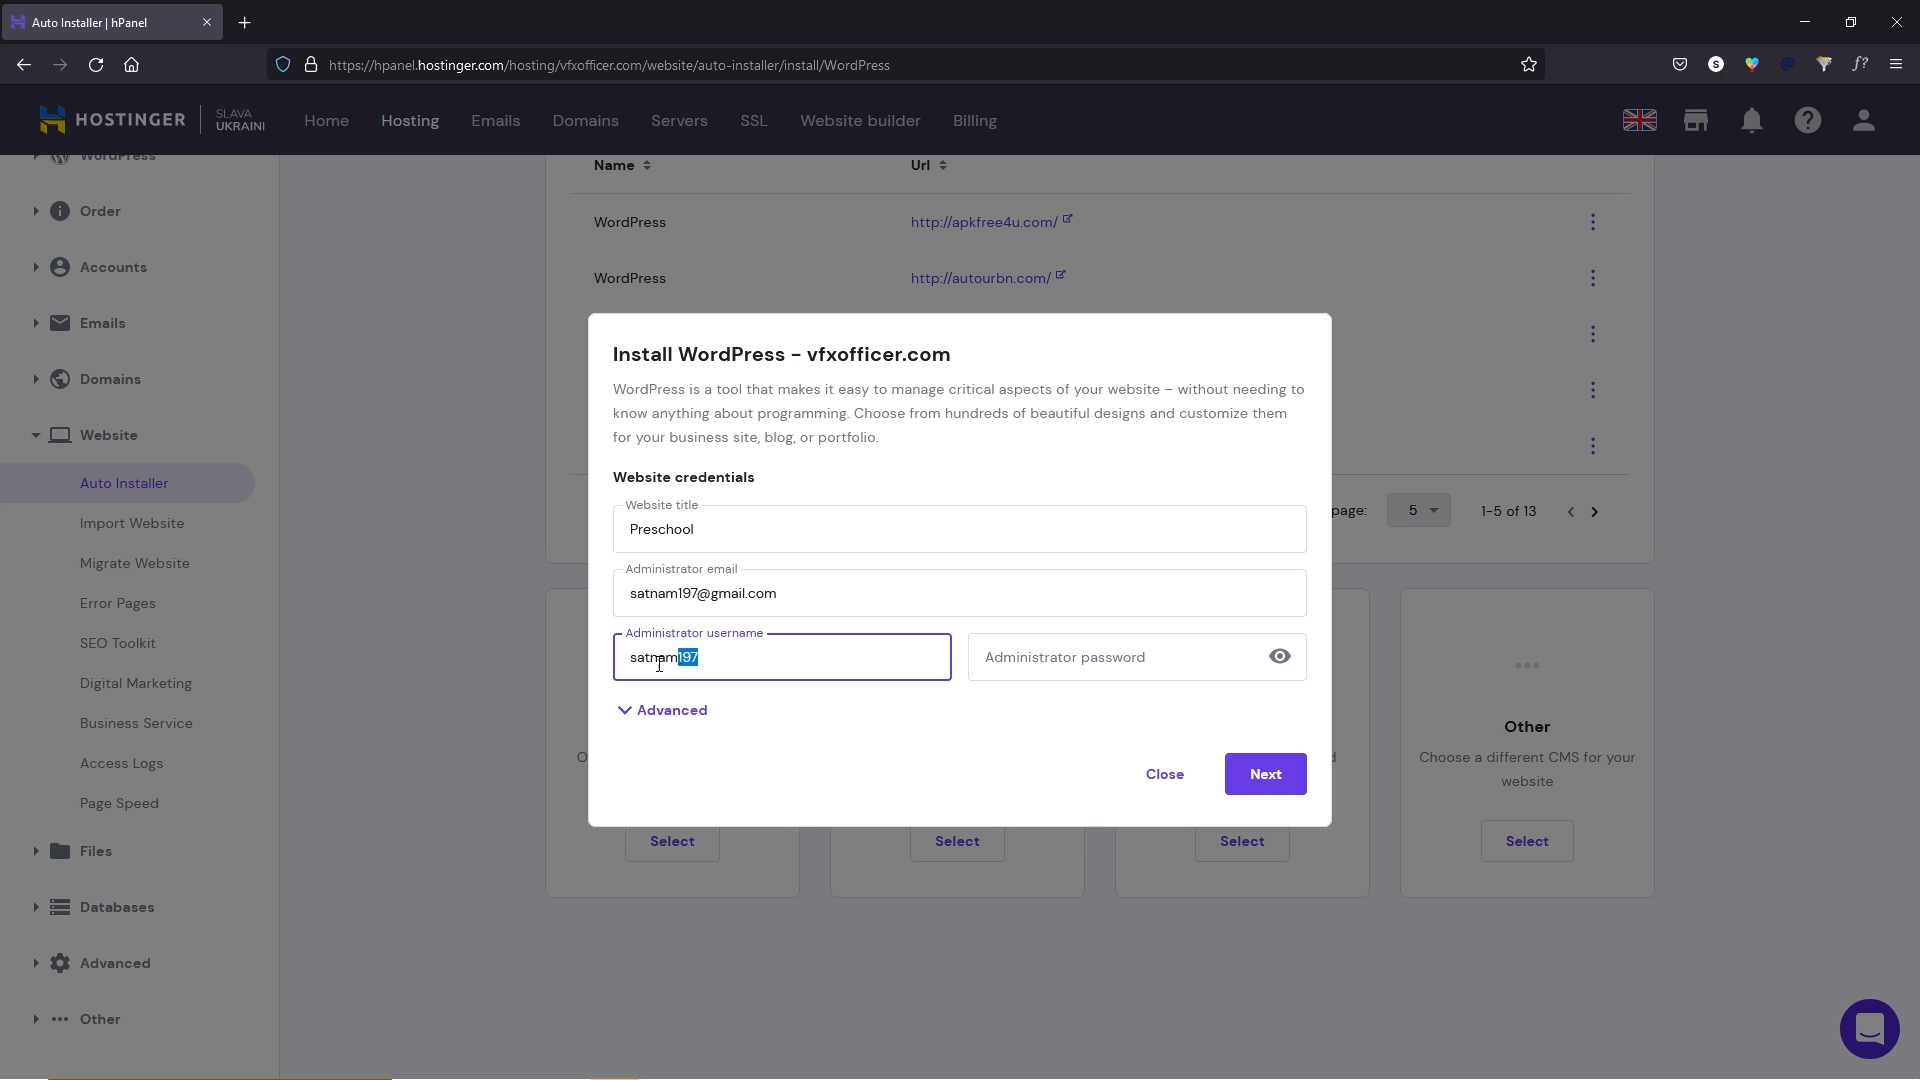 Auto Installer | hPanel
https://hpanel.hostinger.com/hosting/vfxofficer.com/website/auto-installer/install/WordPress
f?
HOSTINGER
SLAVA
UKRAINI
Home
Hosting
Emails
Domains
Servers
SSL
Website builder
Billing
WordPress
Order
Accounts
Emails
Domains
Website
Auto Installer
Import Website
Migrate Website
Error Pages
SEO Toolkit
Digital Marketing
Business Service
Access Logs
Page Speed
Files
Databases
Advanced
Other
Name
Url
WordPress
http://apkfree4u.com/
WordPress
http://autourbn.com/
page:
5
1-5 of 13
Install WordPress - vfxofficer.com
WordPress is a tool that makes it easy to manage critical aspects of your website – without needing to
know anything about programming. Choose from hundreds of beautiful designs and customize them
for your business site, blog, or portfolio.
Website credentials
Website title
Preschool
Administrator email
satnam197@gmail.com
Administrator username
satnam197
Administrator password
Advanced
Close
Next
Other
Choose a different CMS for your
website
Select
Select
Select
Select